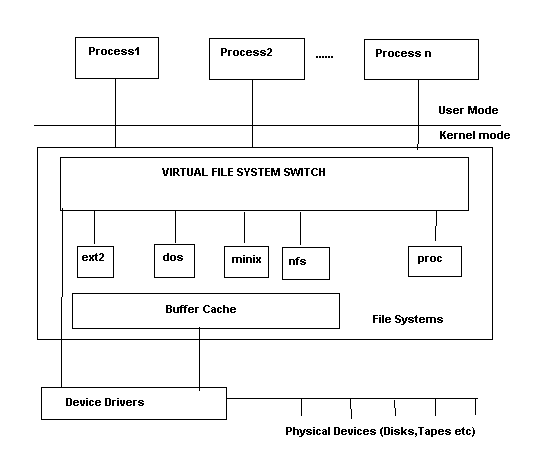 Process1
Process2
......
Process n
User Mode
Kernel mode
VIRTUAL FILE SYSTEM SWITCH
ext2
dos
minix
nfs
proc
Buffer Cache
File Systems
Device Drivers
Physical Devices (Disks,Tapes etc)